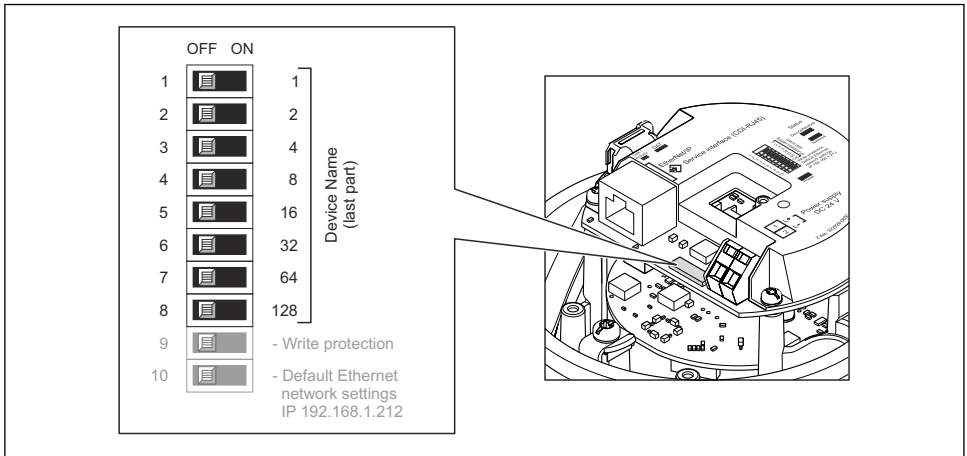 OFF ON
1 1
2 2
3 4
4 8
5 16
6 32
7 64
8 128
Device Name
(last part)
9 - Write protection
10 - Default Ethernet
network settings
IP 192.168.1.212
EtherNet/IP
Service interface (CDI-RJ45)
Status
Power supply
DC 24 V
L+
L-